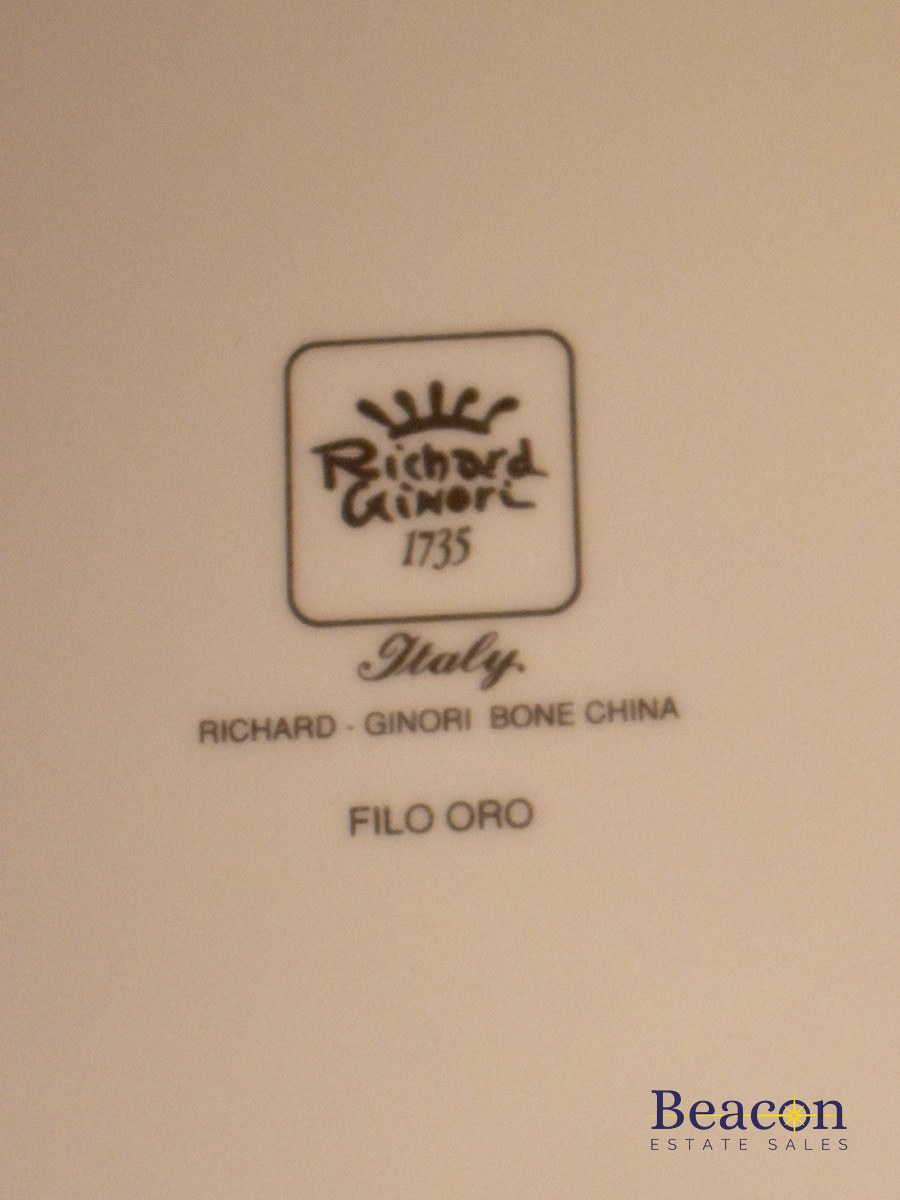 Richard
Ginori
1735
Italy
RICHARD - GINORI BONE CHINA
FILO ORO
Beacon
ESTATE SALES